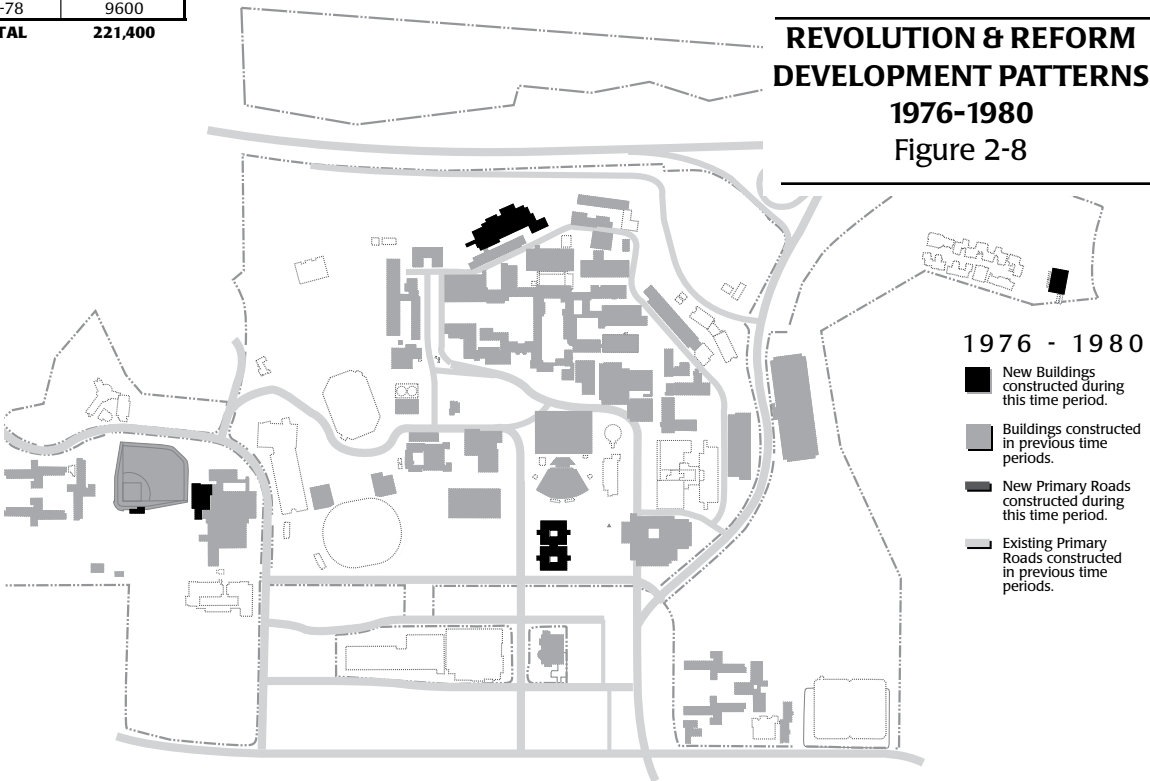 -78 9600
TAL 221,400
REVOLUTION & REFORM
DEVELOPMENT PATTERNS
1976-1980
Figure 2-8
1976 - 1980
New Buildings
constructed during
this time period.
Buildings constructed
in previous time
periods.
New Primary Roads
constructed during
this time period.
Existing Primary
Roads constructed
in previous time
periods.